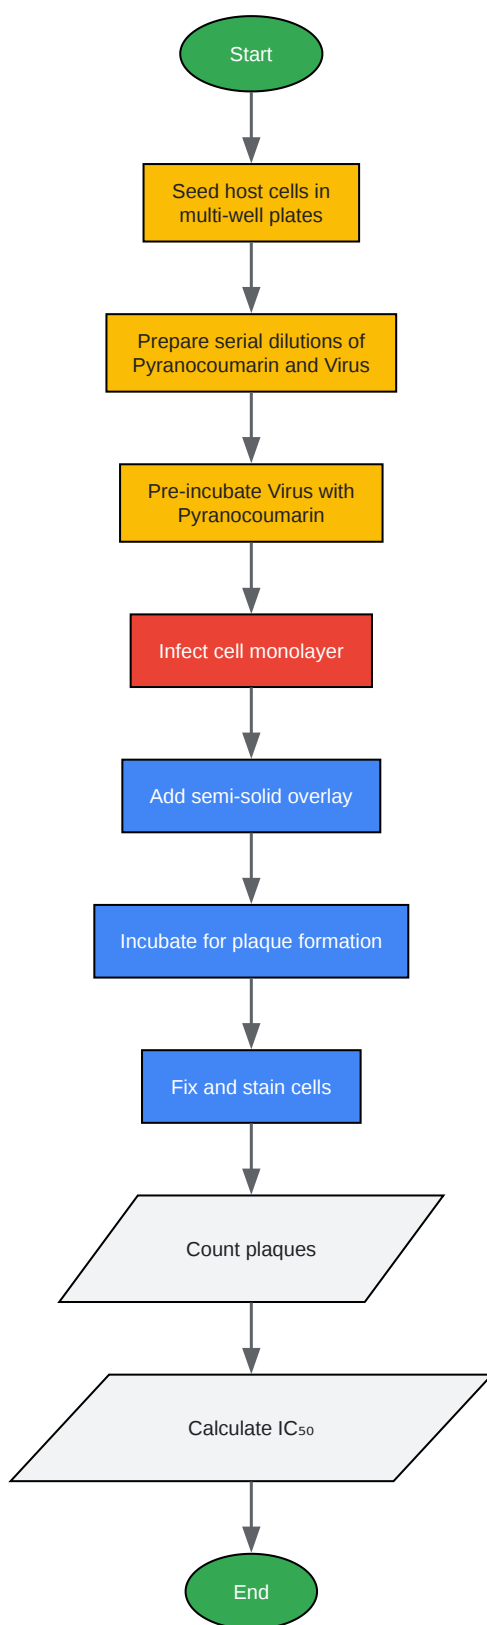 Start
Seed host cells in
multi-well plates
Prepare serial dilutions of
Pyranocoumarin and Virus
Pre-incubate Virus with
Pyranocoumarin
Infect cell monolayer
Add semi-solid overlay
Incubate for plaque formation
Fix and stain cells
Count plaques
Calculate IC₅₀
End